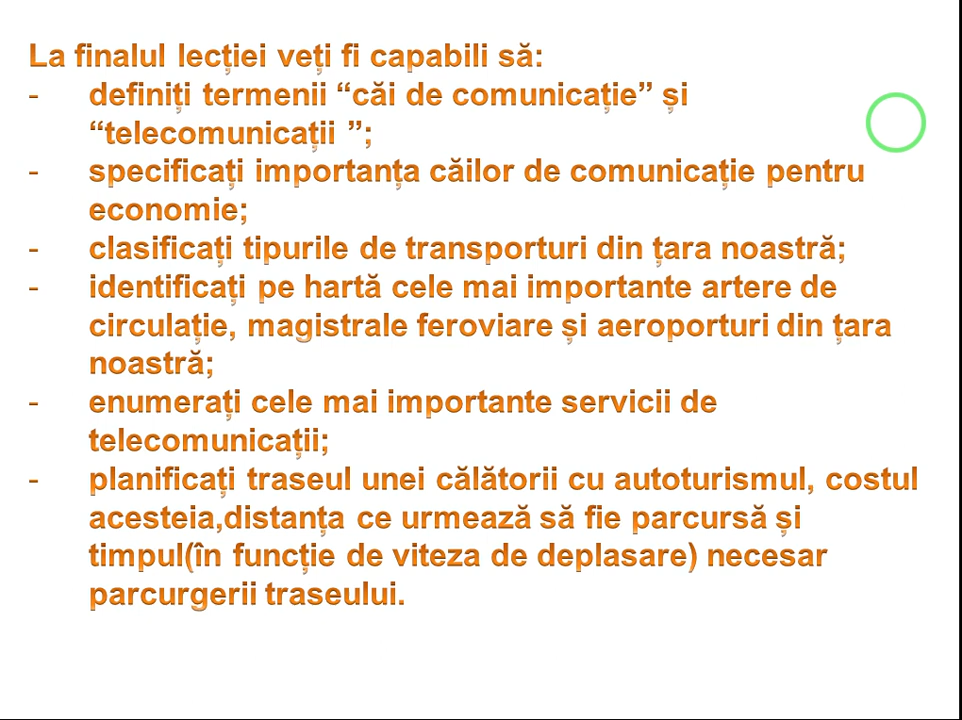 La finalul lecției veți fi capabili să:
- definiți termenii “căi de comunicație” și
“telecomunicații ”;
- specificați importanța căilor de comunicație pentru
economie;
- clasificați tipurile de transporturi din țara noastră;
- identificați pe hartă cele mai importante artere de
circulație, magistrale feroviare și aeroporturi din țara
noastră;
- enumerați cele mai importante servicii de
telecomunicații;
- planificați traseul unei călătorii cu autoturismul, costul
acesteia,distanța ce urmează să fie parcursă și
timpul(în funcție de viteza de deplasare) necesar
parcurgerii traseului.